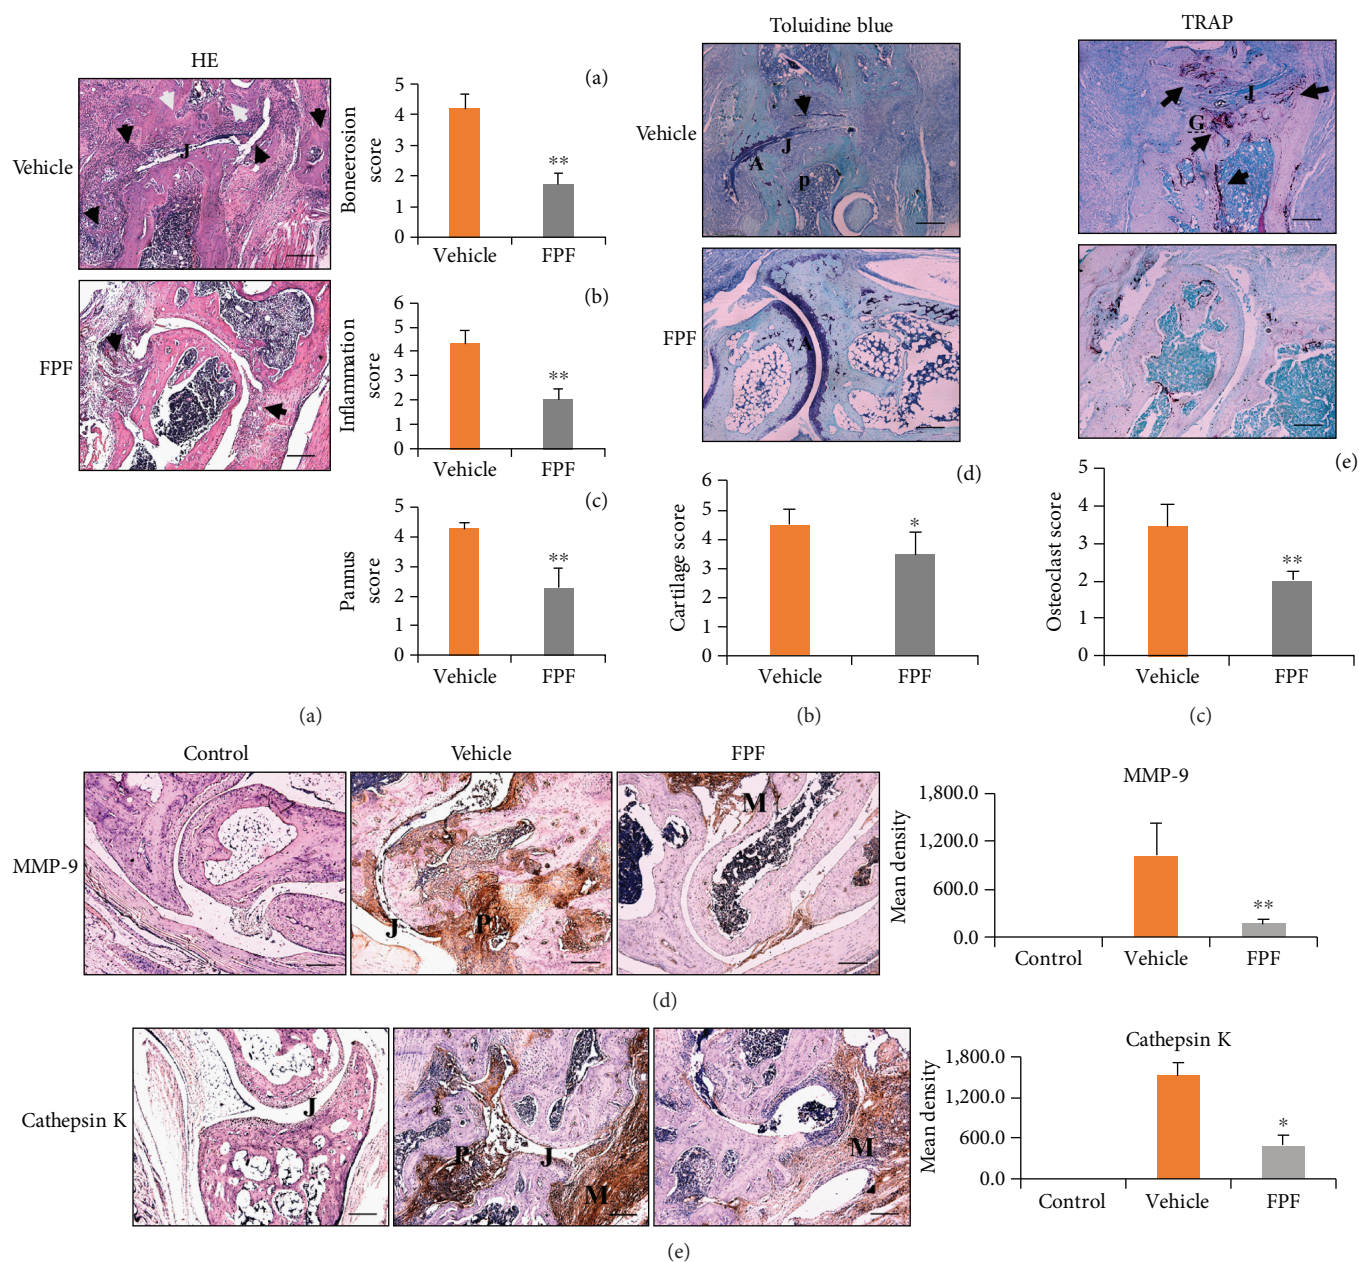 HE
Vehicle
J
FPF
(a)
Boneerosion
score
5
4
3
2
1
0
**
Vehicle
FPF
(b)
Inflammation
score
6
5
4
3
2
1
0
**
Vehicle
FPF
(c)
Pannus
score
5
4
3
2
1
0
**
Vehicle
FPF
(a)
Toluidine blue
Vehicle
A
J
p
FPF
A
(d)
Cartilage score
6
5
4
3
2
1
0
*
Vehicle
FPF
(b)
TRAP
J
G
(e)
Osteoclast score
5
4
3
2
1
0
**
Vehicle
FPF
(c)
Control
Vehicle
FPF
MMP-9
J
P
M
MMP-9
Mean density
1,800.0
1,200.0
600.0
0.0
**
Control
Vehicle
FPF
(d)
Cathepsin K
J
P
J
M
M
Cathepsin K
Mean density
1,800.0
1,200.0
600.0
0.0
*
Control
Vehicle
FPF
(e)